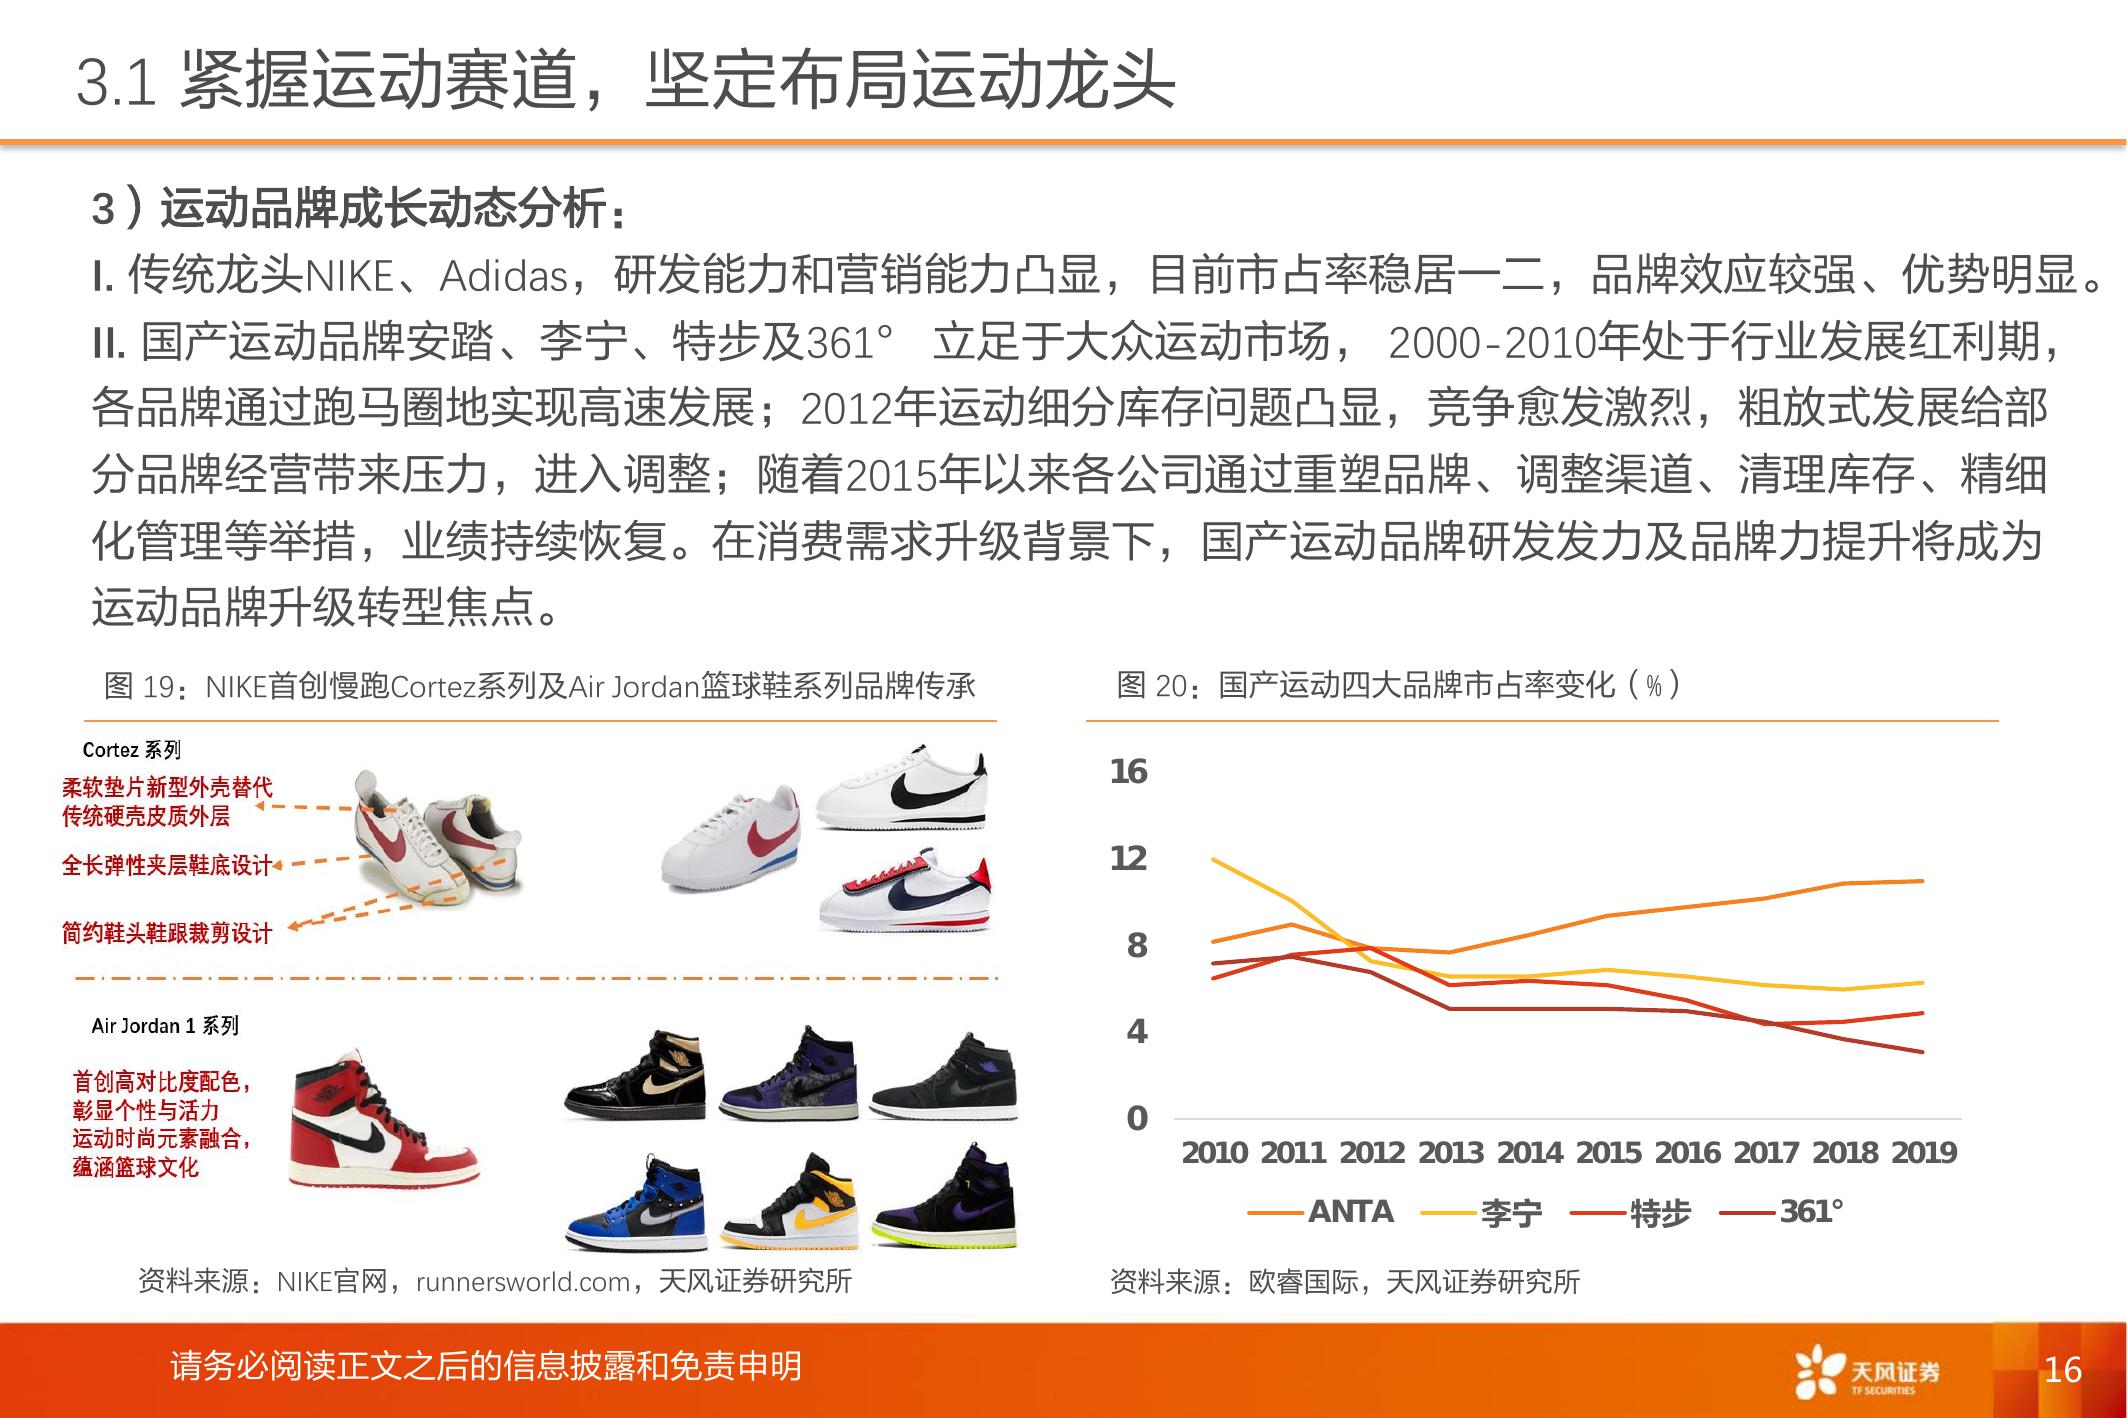 3.1 紧握运动赛道，坚定布局运动龙头
3）运动品牌成长动态分析：
I. 传统龙头NIKE、Adidas，研发能力和营销能力凸显，目前市占率稳居一二，品牌效应较强、优势明显。
II. 国产运动品牌安踏、李宁、特步及361° 立足于大众运动市场， 2000-2010年处于行业发展红利期，
各品牌通过跑马圈地实现高速发展；2012年运动细分库存问题凸显，竞争愈发激烈，粗放式发展给部
分品牌经营带来压力，进入调整；随着2015年以来各公司通过重塑品牌、调整渠道、清理库存、精细
化管理等举措，业绩持续恢复。在消费需求升级背景下，国产运动品牌研发发力及品牌力提升将成为
运动品牌升级转型焦点。
图 19：NIKE首创慢跑Cortez系列及Air Jordan篮球鞋系列品牌传承
Cortez 系列
柔软垫片新型外壳替代
传统硬壳皮质外层
全长弹性夹层鞋底设计
简约鞋头鞋跟裁剪设计
Air Jordan 1 系列
首创高对比度配色，
彰显个性与活力
运动时尚元素融合，
蕴涵篮球文化
资料来源：NIKE官网，runnersworld.com，天风证券研究所
图 20：国产运动四大品牌市占率变化（%）
16
12
8
4
0
2010 2011 2012 2013 2014 2015 2016 2017 2018 2019
ANTA 李宁 特步 361°
资料来源：欧睿国际，天风证券研究所
请务必阅读正文之后的信息披露和免责申明
天风证券
TF SECURITIES
16